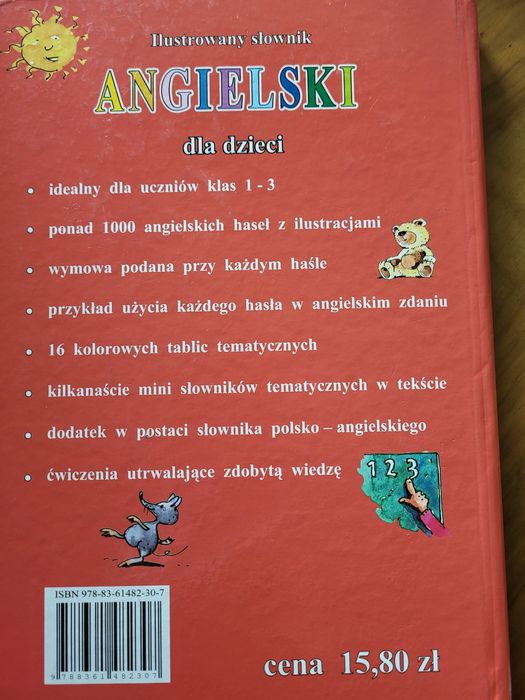 Ilustrowany słownik
ANGIELSKI
dla dzieci
• idealny dla uczniów klas 1 - 3
• ponad 1000 angielskich haseł z ilustracjami
• wymowa podana przy każdym haśle
• przykład użycia każdego hasła w angielskim zdaniu
• 16 kolorowych tablic tematycznych
• kilkanaście mini słowników tematycznych w tekście
• dodatek w postaci słownika polsko – angielskiego
• ćwiczenia utrwalające zdobytą wiedzę
1 2 3
ISBN 978-83-61482-30-7
9 788361 482307
cena 15,80 zł